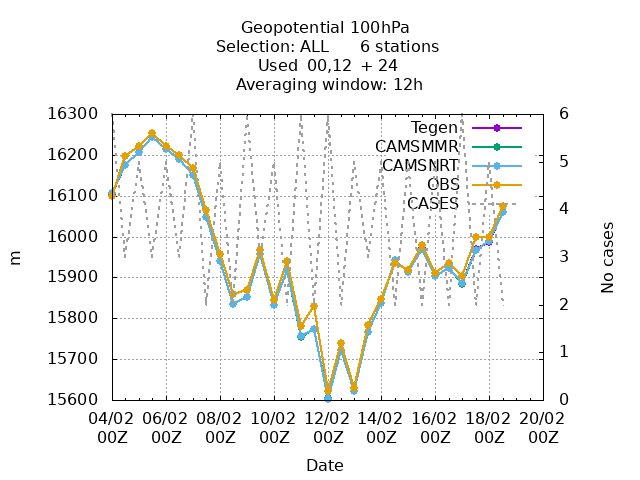 Geopotential 100hPa
Selection: ALL 6 stations
Used 00,12 + 24
Averaging window: 12h
16300
16200
16100
16000
15900
15800
15700
15600
m
6
5
4
3
2
1
0
No cases
Tegen
CAMSMMR
CAMSNRT
OBS
CASES
04/02 06/02 08/02 10/02 12/02 14/02 16/02 18/02 20/02
00Z 00Z 00Z 00Z 00Z 00Z 00Z 00Z 00Z
Date